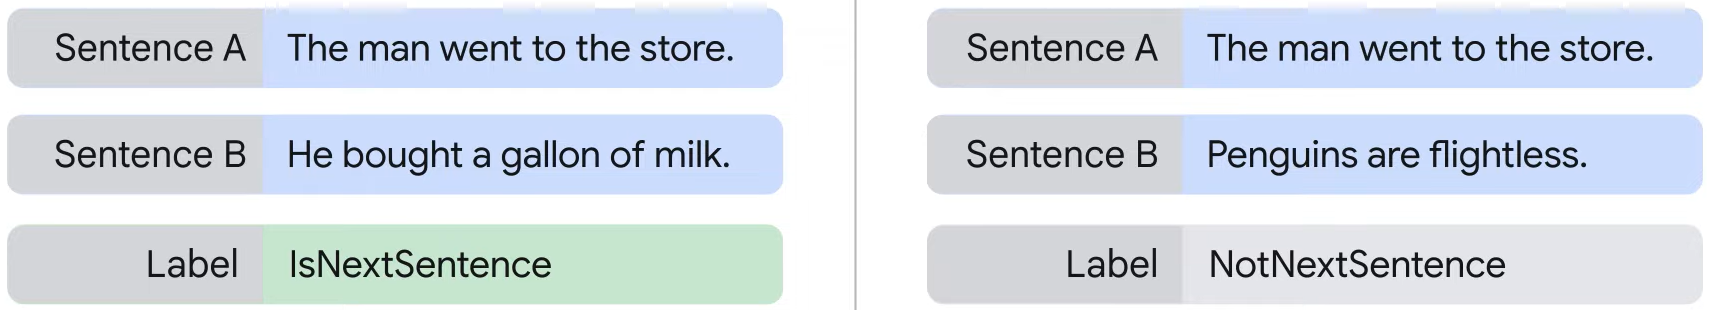 Sentence A The man went to the store.
Sentence B He bought a gallon of milk.
Label IsNextSentence
Sentence A The man went to the store.
Sentence B Penguins are flightless.
Label NotNextSentence